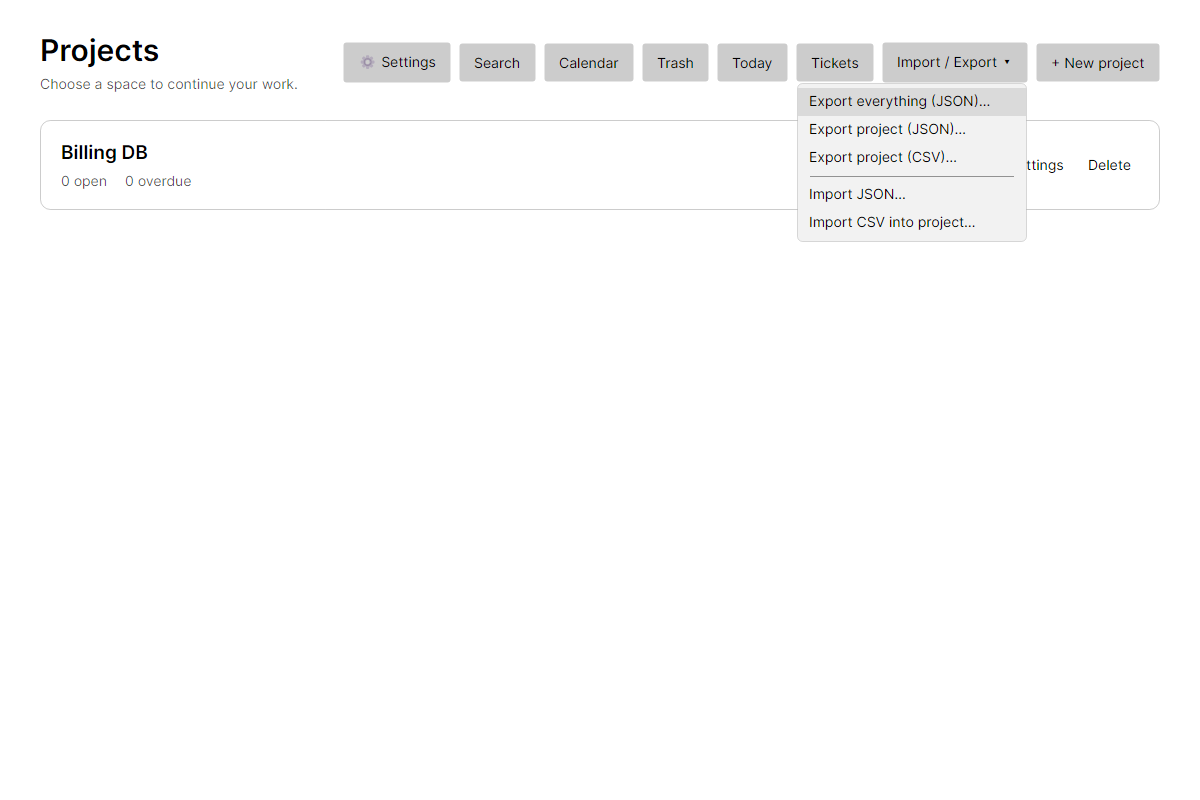 Projects
Choose a space to continue your work.
Settings
Search
Calendar
Trash
Today
Tickets
Import / Export
+ New project
Export everything (JSON)...
Export project (JSON)...
Export project (CSV)...
Import JSON...
Import CSV into project...
Billing DB
0 open 0 overdue
ttings
Delete